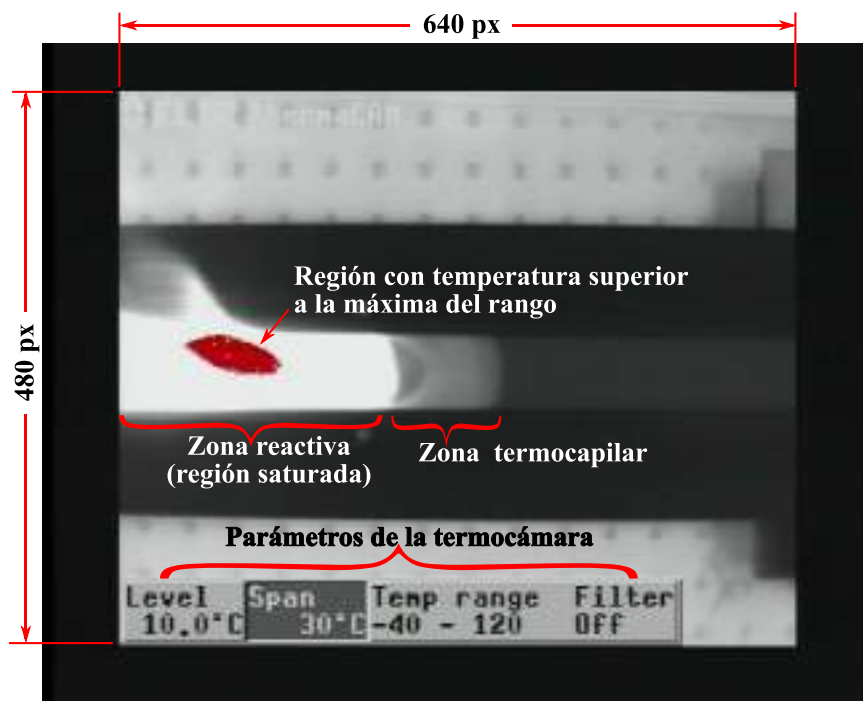 640 px
480 px
Región con temperatura superior
a la máxima del rango
Zona reactiva
(región saturada)
Zona termocapilar
Parámetros de la termocámara
Level Span Temp range Filter
10.0°C 30°C -40 - 120 Off